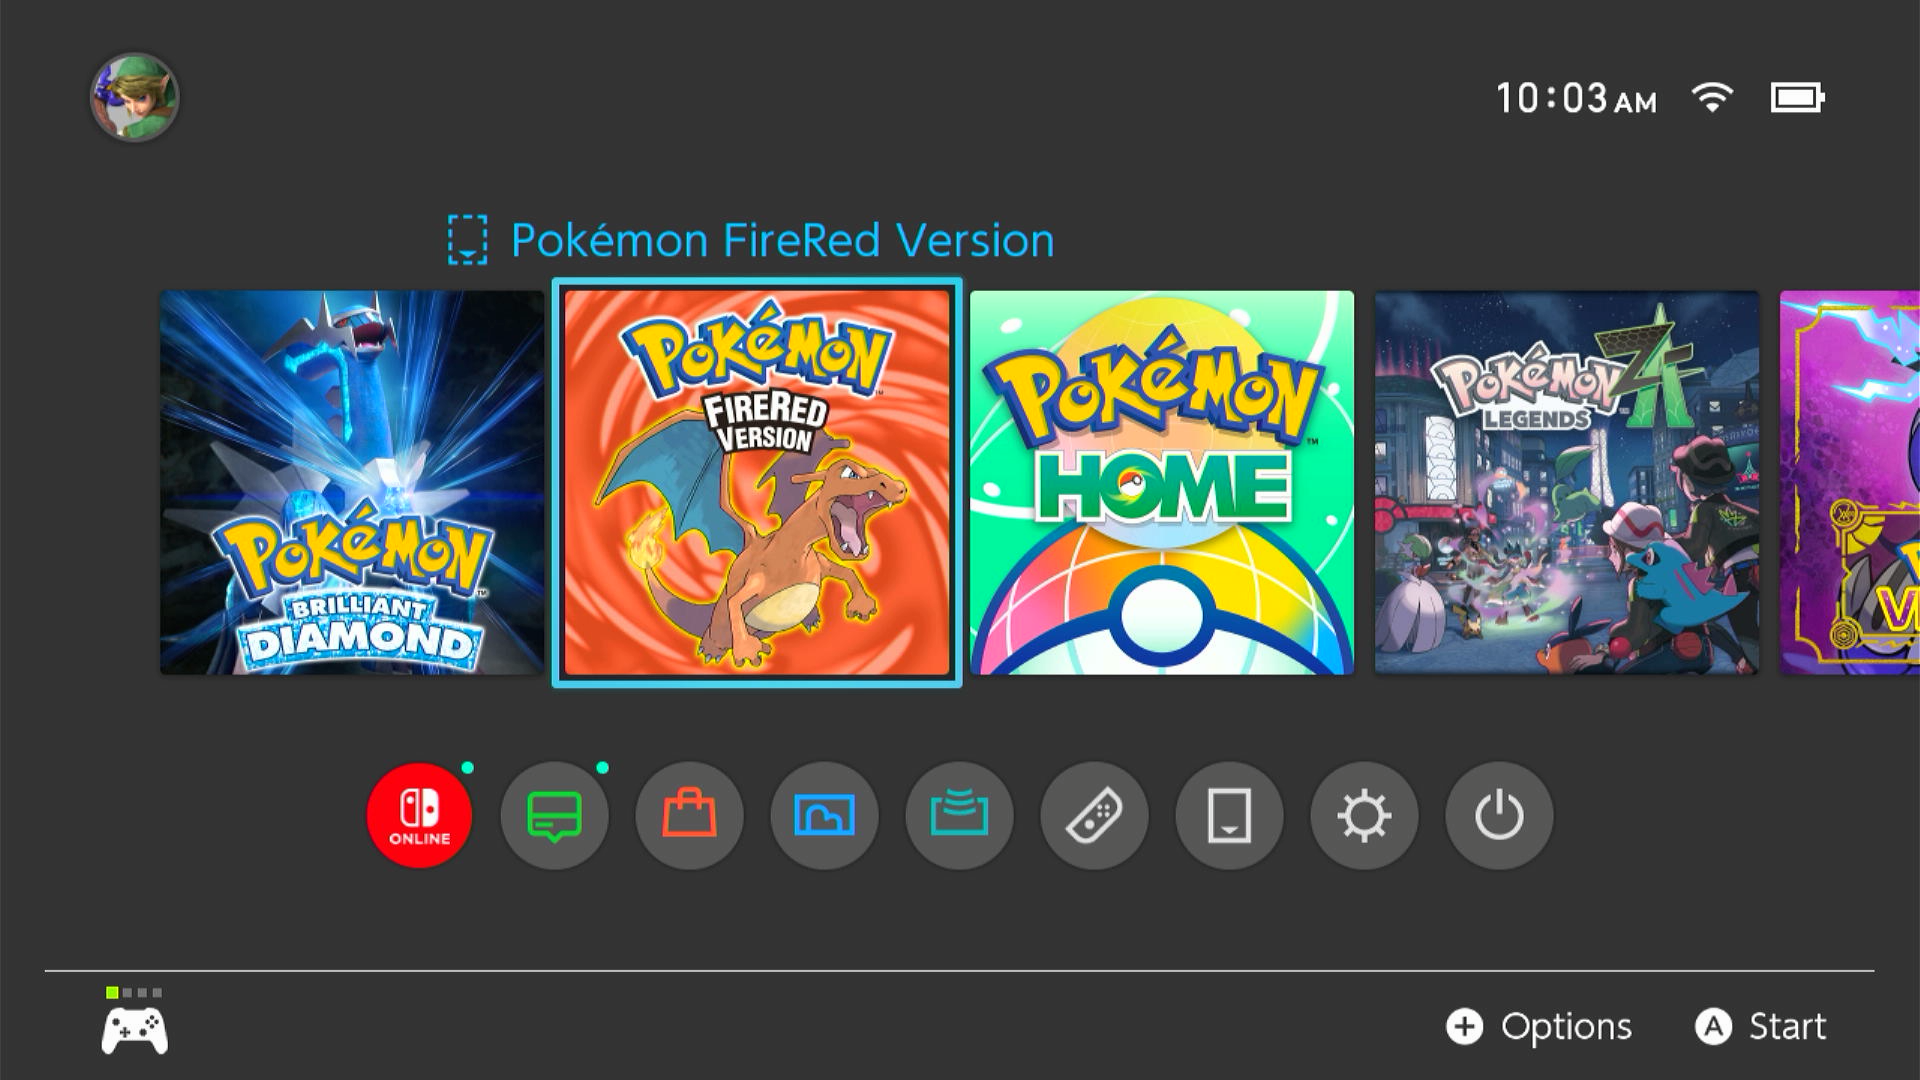 10:03 AM
Pokémon FireRed Version
POKéMON
BRILLIANT
DIAMOND
POKéMON
FIRERED
VERSION
POKéMON
HOME
POKéMON
LEGENDS
Z-A
ONLINE
Options
A Start